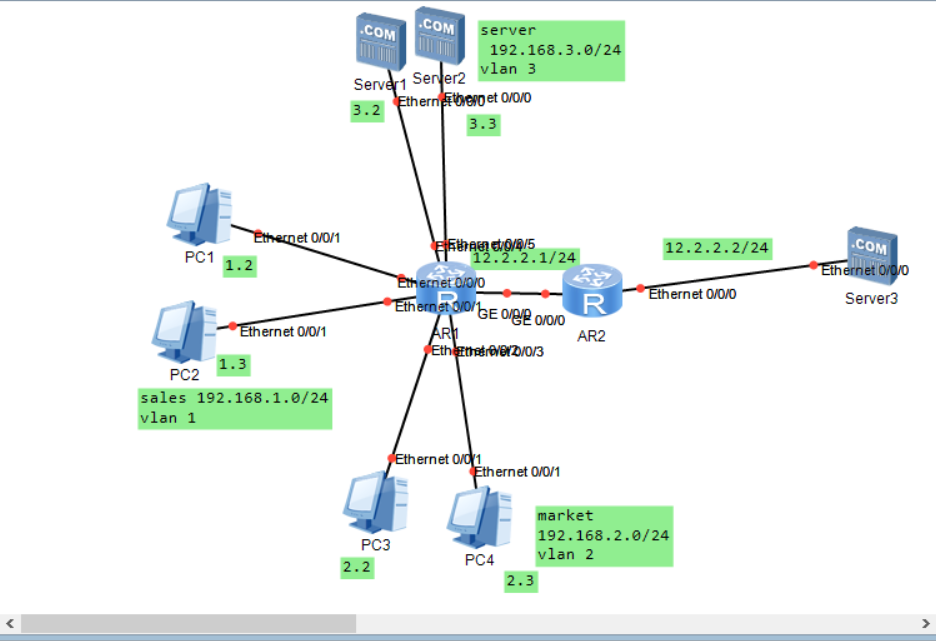 .COM
.COM
server
192.168.3.0/24
vlan 3
Server1
Server2
Ethernet 0/0/0
Ethernet 0/0/0
3.2
3.3
PC1
Ethernet 0/0/1
1.2
Ethernet 0/0/5
Ethernet 0/0/4
12.2.2.1/24
12.2.2.2/24
.COM
Ethernet 0/0/0
Server3
Ethernet 0/0/0
Ethernet 0/0/1
R
AR1
GE 0/0/0
GE 0/0/0
R
AR2
Ethernet 0/0/0
Ethernet 0/0/1
PC2
1.3
sales 192.168.1.0/24
vlan 1
Ethernet 0/0/2
Ethernet 0/0/3
Ethernet 0/0/1
Ethernet 0/0/1
PC3
2.2
PC4
2.3
market
192.168.2.0/24
vlan 2